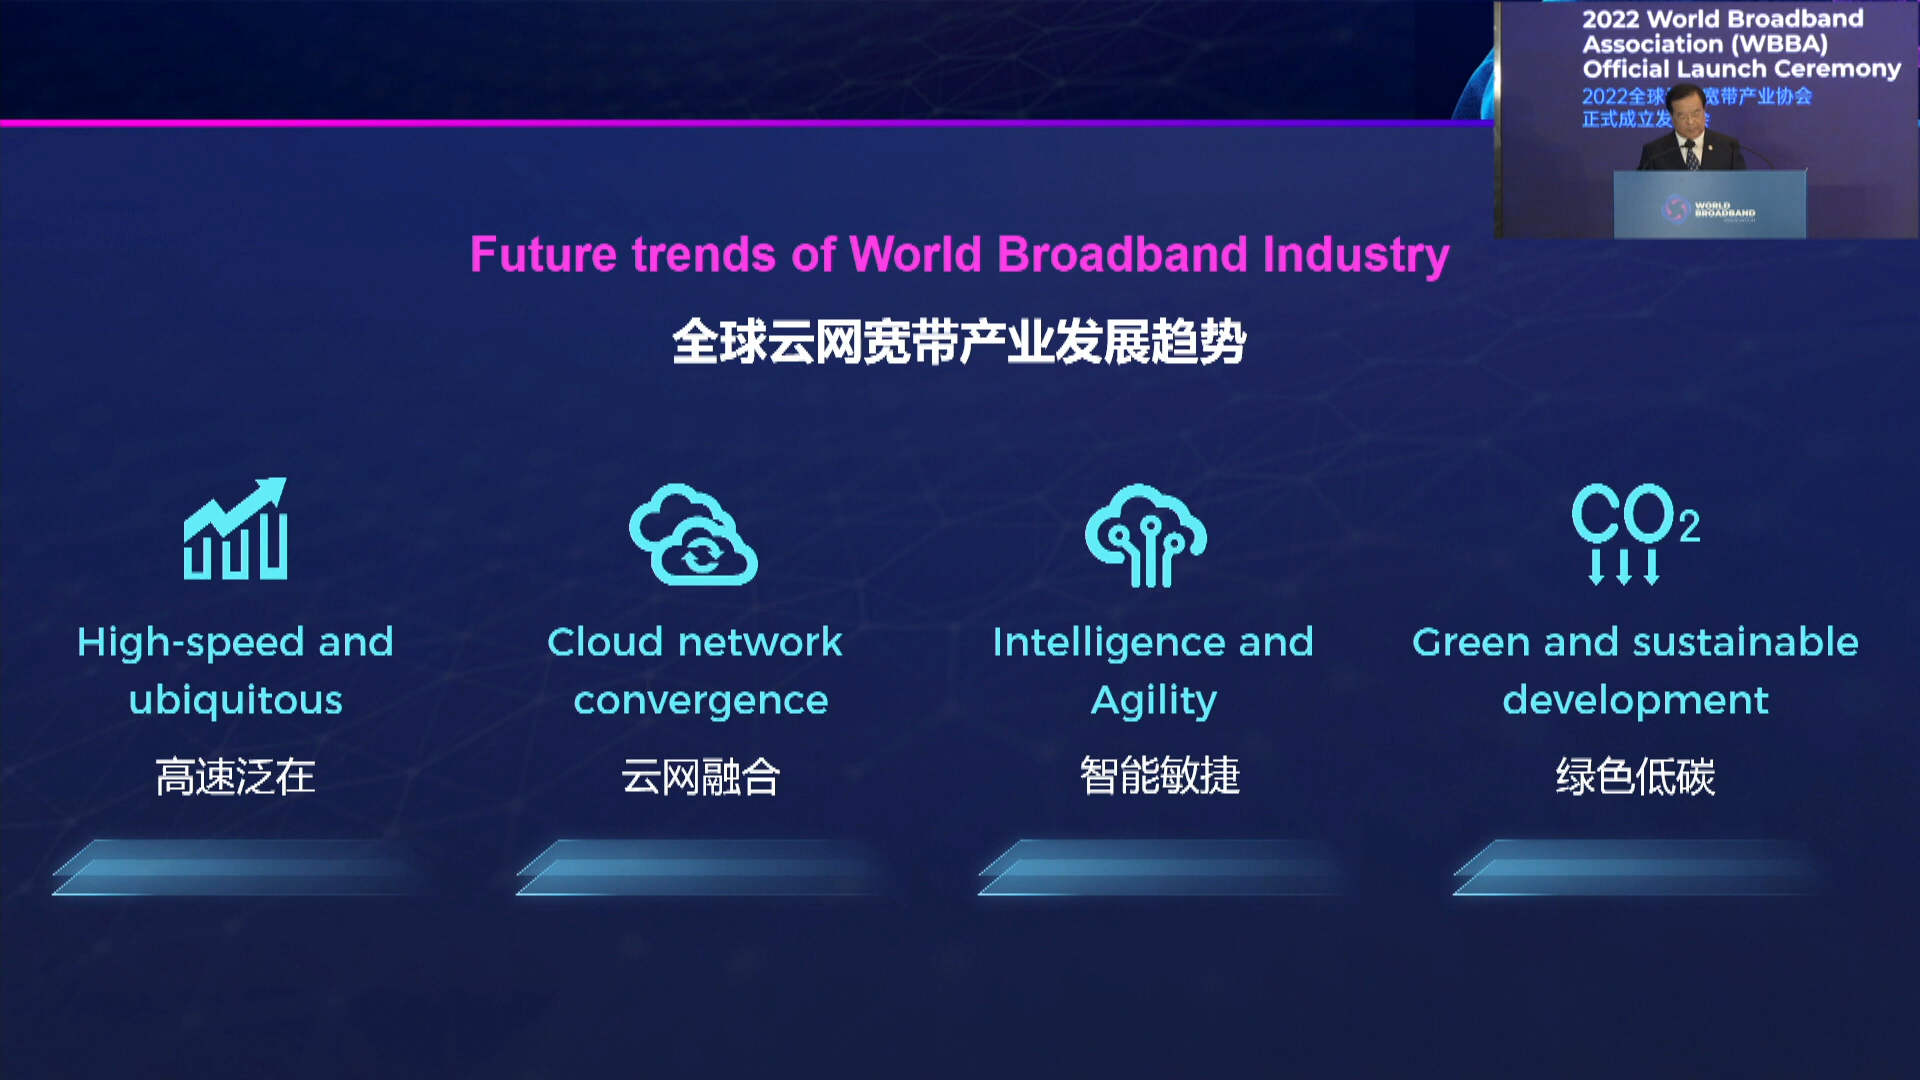 2022 World Broadband
Association (WBBA)
Official Launch Ceremony
2022全球
宽带产业协会
正式成立发
会
WORLD
BROADBAND
Future trends of World Broadband Industry
全球云网宽带产业发展趋势
CO2
High-speed and
ubiquitous
高速泛在
Cloud network
convergence
云网融合
Intelligence and
Agility
智能敏捷
Green and sustainable
development
绿色低碳